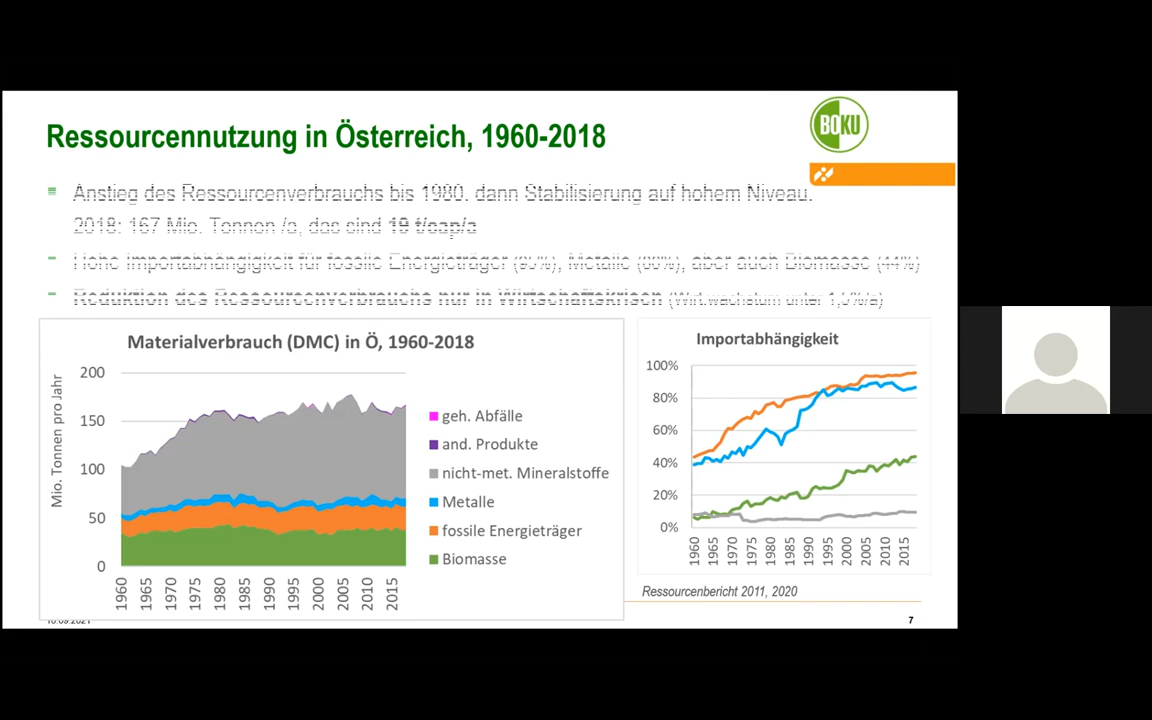 Ressourcennutzung in Österreich, 1960-2018
BOKU
Anstieg des Ressourcenverbrauchs bis 1980, dann Stabilisierung auf hohem Niveau.
2018: 167 Mio. Tonnen /a, das sind 19 t/cap/a
Hohe Importabhängigkeit für fossile Energieträger Metalle aber auch Biomasse (44%)
Reduktion des Ressourcenverbrauchs nur in Wirtschaftskrisen
Materialverbrauch (DMC) in Ö, 1960-2018
Mio. Tonnen pro Jahr
200
150
100
50
0
1960 1965 1970 1975 1980 1985 1990 1995 2000 2005 2010 2015
geh. Abfälle
and. Produkte
nicht-met. Mineralstoffe
Metalle
fossile Energieträger
Biomasse
Importabhängigkeit
100%
80%
60%
40%
20%
0%
1960 1965 1970 1975 1980 1985 1990 1995 2000 2005 2010 2015
Ressourcenbericht 2011, 2020
7